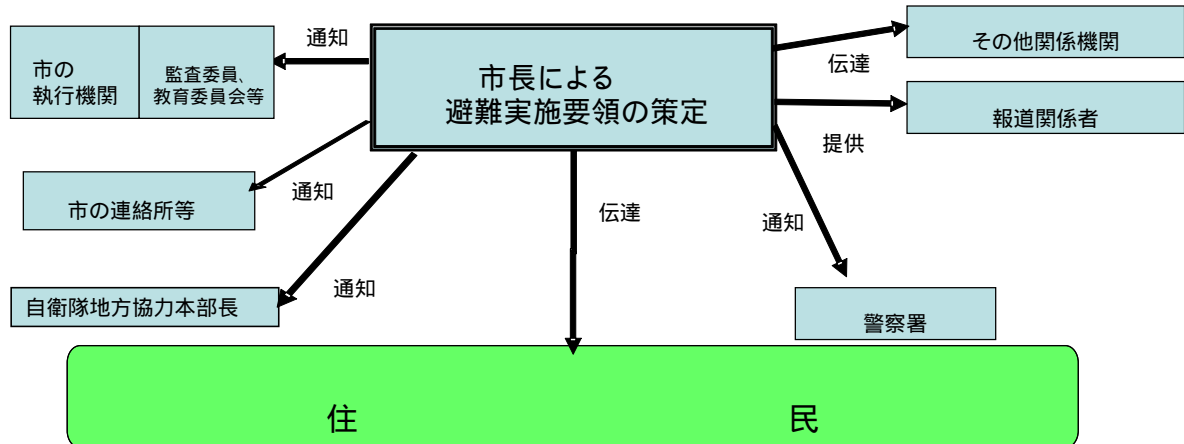 通知
市の
執行機関
監査委員、
教育委員会等
市長による
避難実施要領の策定
伝達
その他関係機関
提供
報道関係者
通知
市の連絡所等
伝達
通知
通知
自衛隊地方協力本部長
警察署
住 民